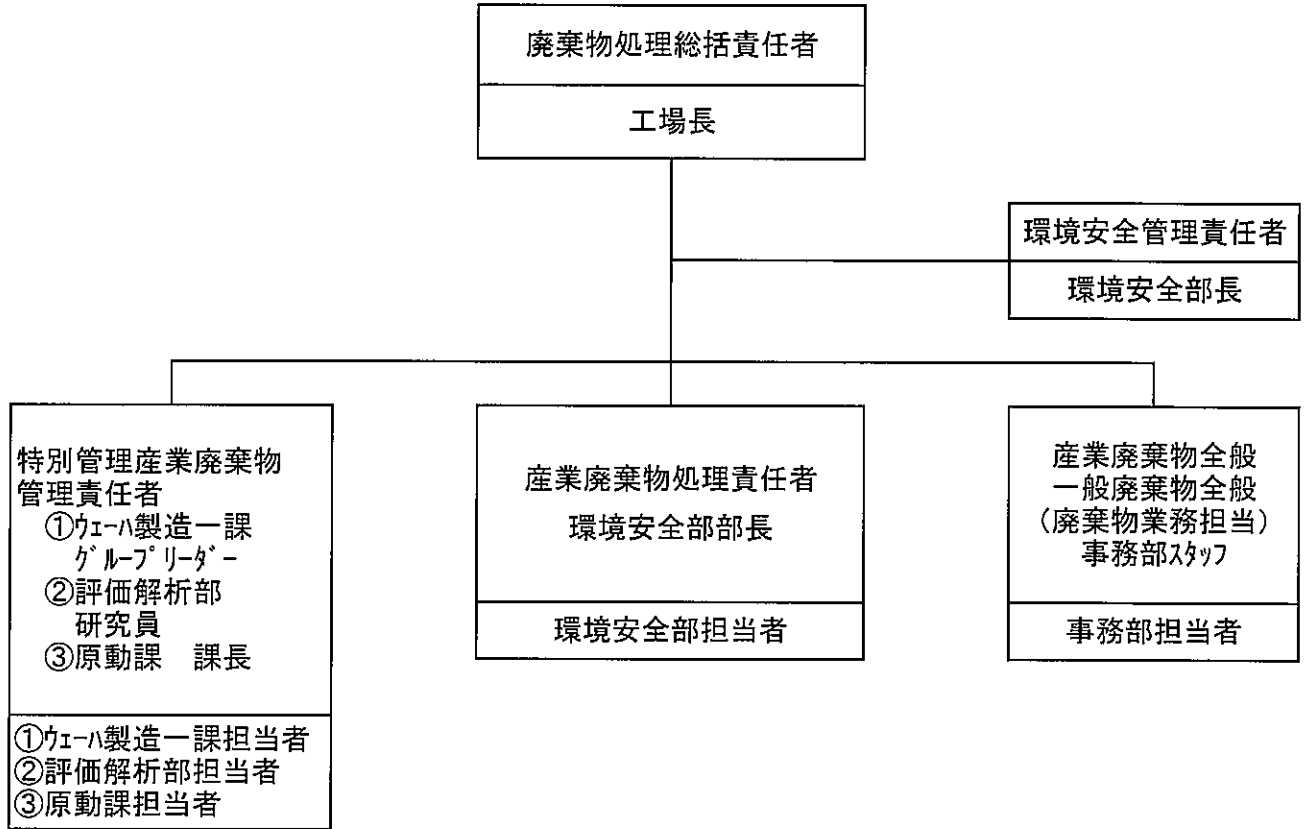 廃棄物処理総括責任者
工場長
環境安全管理責任者
環境安全部長
特別管理産業廃棄物
管理責任者
①ｳｪｰﾊ製造一課
ｸﾞﾙｰﾌﾟﾘｰﾀﾞｰ
②評価解析部
研究員
③原動課　課長
①ｳｪｰﾊ製造一課担当者
②評価解析部担当者
③原動課担当者
産業廃棄物処理責任者
環境安全部部長
環境安全部担当者
産業廃棄物全般
一般廃棄物全般
（廃棄物業務担当）
事務部ｽﾀｯﾌ
事務部担当者